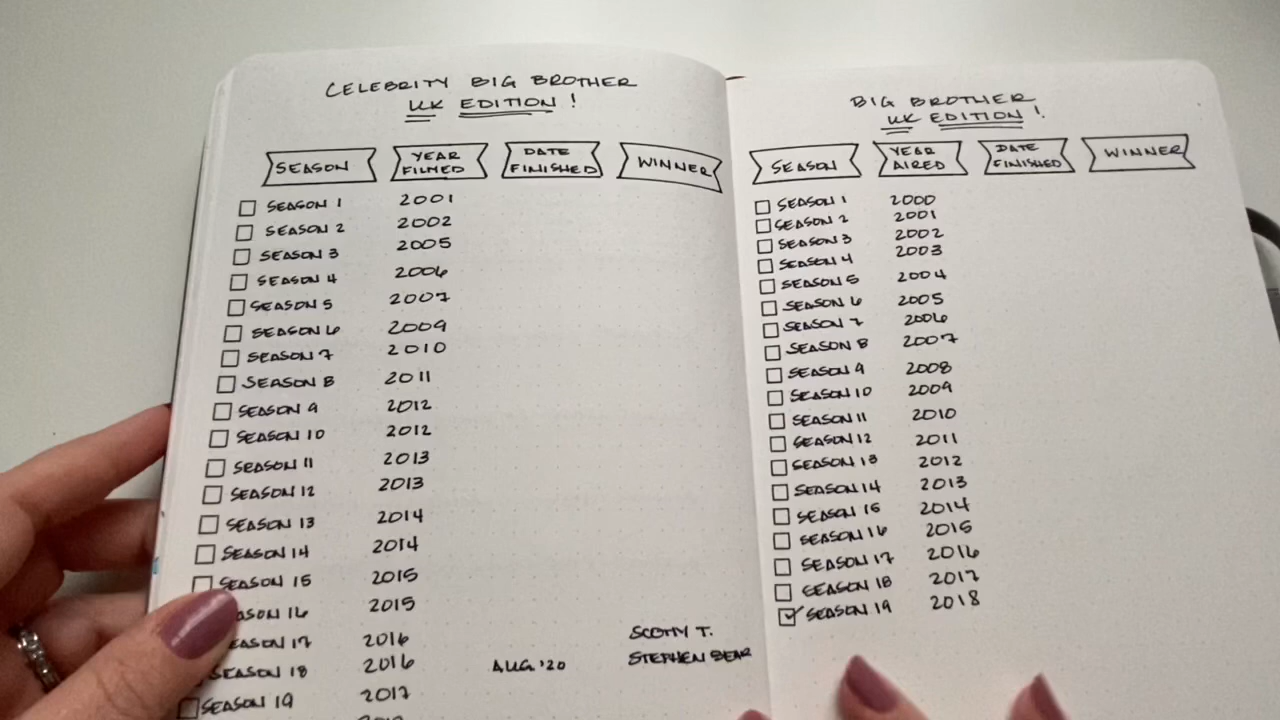 CELEBRITY BIG BROTHER
UK EDITION!
SEASON YEAR FILMED DATE FINISHED WINNER
SEASON 1 2001
SEASON 2 2002
SEASON 3 2005
SEASON 4 2006
SEASON 5 2007
SEASON 6 2009
SEASON 7 2010
SEASON 8 2011
SEASON 9 2012
SEASON 10 2012
SEASON 11 2013
SEASON 12 2013
SEASON 13 2014
SEASON 14 2014
SEASON 15 2015
EASON 16 2015
EASON 17 2016 SCOTTY T.
SEASON 18 2016 AUG '20 STEPHEN BEAR
SEASON 19 2017
BIG BROTHER
UK EDITION!
SEASON YEAR AIRED DATE FINISHED WINNER
SEASON 1 2000
SEASON 2 2001
SEASON 3 2002
SEASON 4 2003
SEASON 5 2004
SEASON 6 2005
SEASON 7 2006
SEASON 8 2007
SEASON 9 2008
SEASON 10 2009
SEASON 11 2010
SEASON 12 2011
SEASON 13 2012
SEASON 14 2013
SEASON 15 2014
SEASON 16 2015
SEASON 17 2016
SEASON 18 2017
SEASON 19 2018